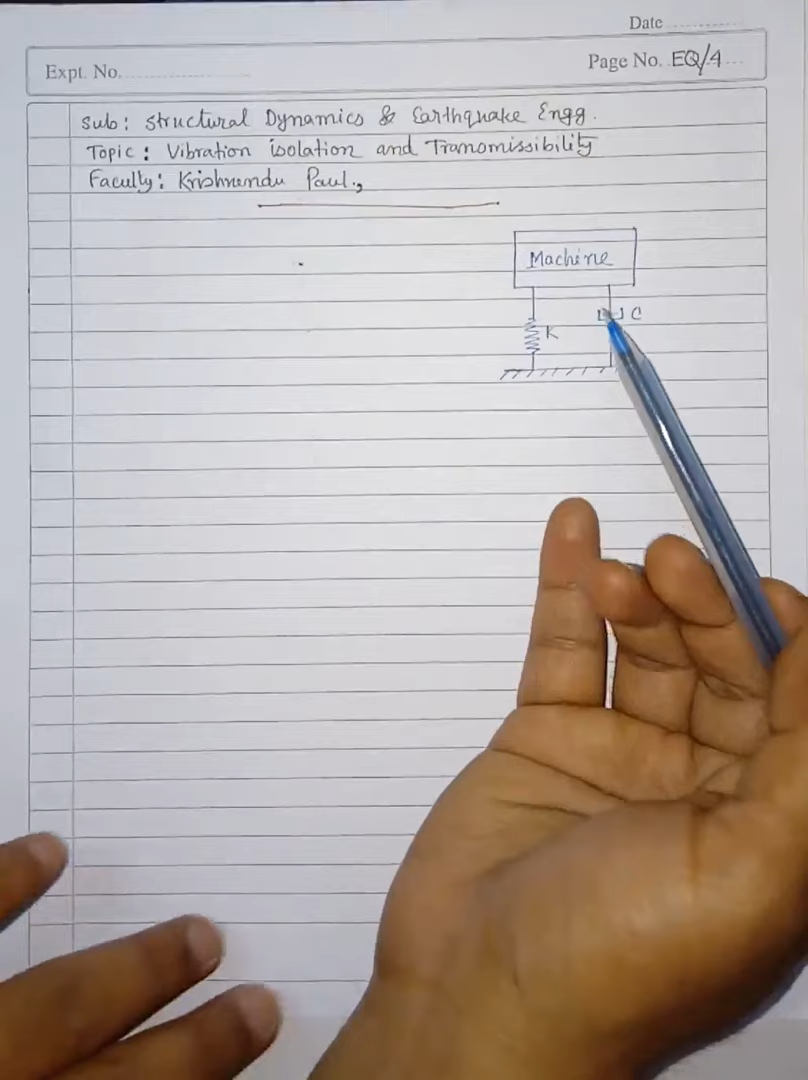 Date
Expt. No.
Page No. EQ/4
Sub: Structural Dynamics & Earthquake Engg.
Topic: Vibration isolation and Transmissibility
Faculty: Krishnendu Paul.,
Machine
K
C